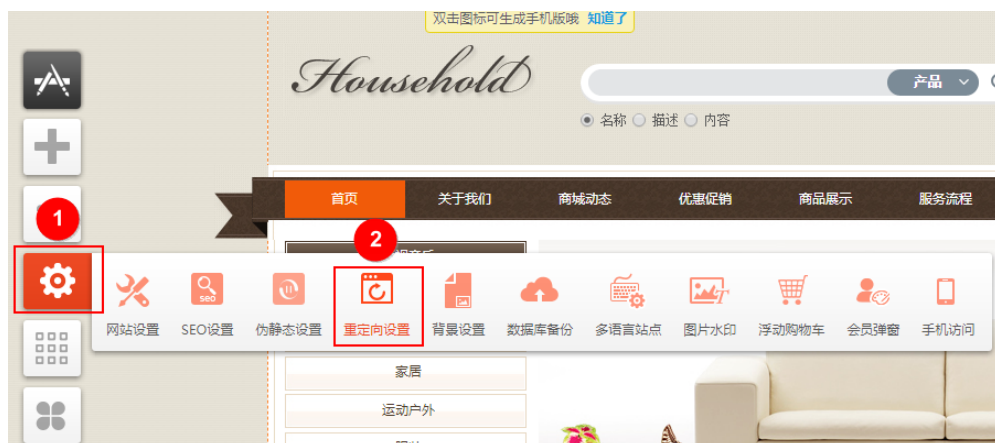 双击图标可生成手机版哦 知道了
Household
产品
名称 描述 内容
1
首页 关于我们 商城动态 优惠促销 商品展示 服务流程
2
SEO
网站设置 SEO设置 伪静态设置 重定向设置 背景设置 数据库备份 多语言站点 图片水印 浮动购物车 会员弹窗 手机访问
家居
运动户外